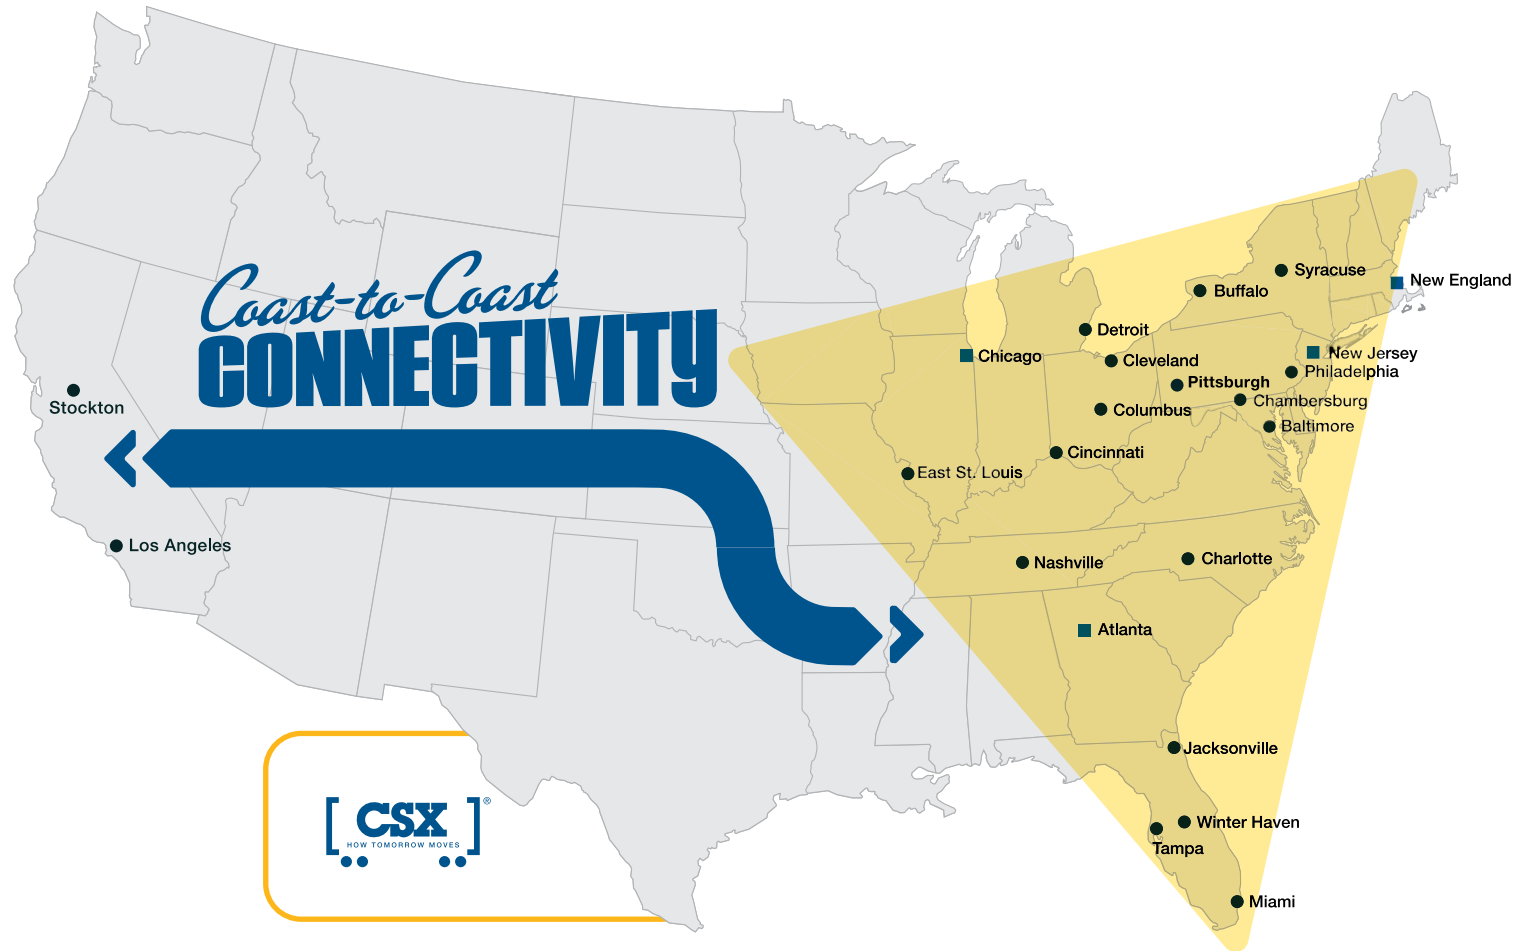 Coast-to-Coast
CONNECTIVITY
Stockton
Los Angeles
Syracuse
New England
Buffalo
Detroit
Chicago
Cleveland
New Jersey
Philadelphia
Pittsburgh
Chambersburg
Columbus
Baltimore
Cincinnati
East St. Louis
Nashville
Charlotte
Atlanta
Jacksonville
Winter Haven
Tampa
Miami
[CSX]®
HOW TOMORROW MOVES